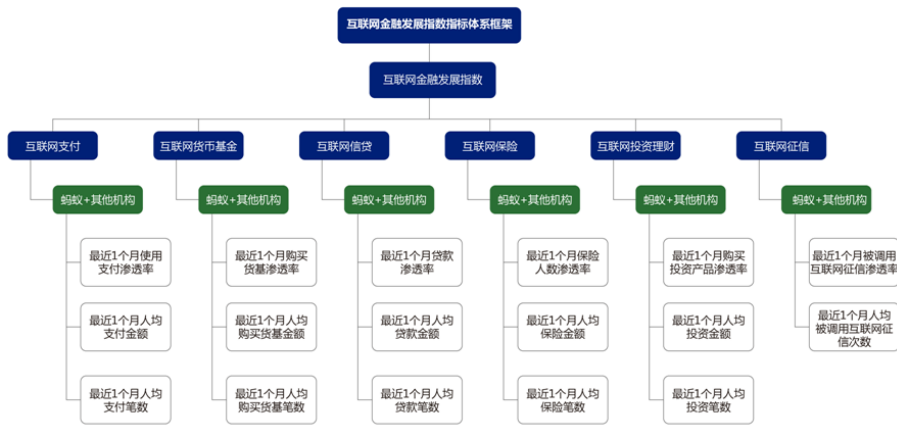 互联网金融发展指数指标体系框架
互联网金融发展指数
互联网支付
互联网货币基金
互联网信贷
互联网保险
互联网投资理财
互联网征信
蚂蚁+其他机构
蚂蚁+其他机构
蚂蚁+其他机构
蚂蚁+其他机构
蚂蚁+其他机构
蚂蚁+其他机构
最近1个月使用
支付渗透率
最近1个月购买
货基渗透率
最近1个月贷款
渗透率
最近1个月保险
人数渗透率
最近1个月购买
投资产品渗透率
最近1个月被调用
互联网征信渗透率
最近1个月人均
支付金额
最近1个月人均
购买货基金额
最近1个月人均
贷款金额
最近1个月人均
保险金额
最近1个月人均
投资金额
最近1个月人均
被调用互联网征
信次数
最近1个月人均
支付笔数
最近1个月人均
购买货基笔数
最近1个月人均
贷款笔数
最近1个月人均
保险笔数
最近1个月人均
投资笔数